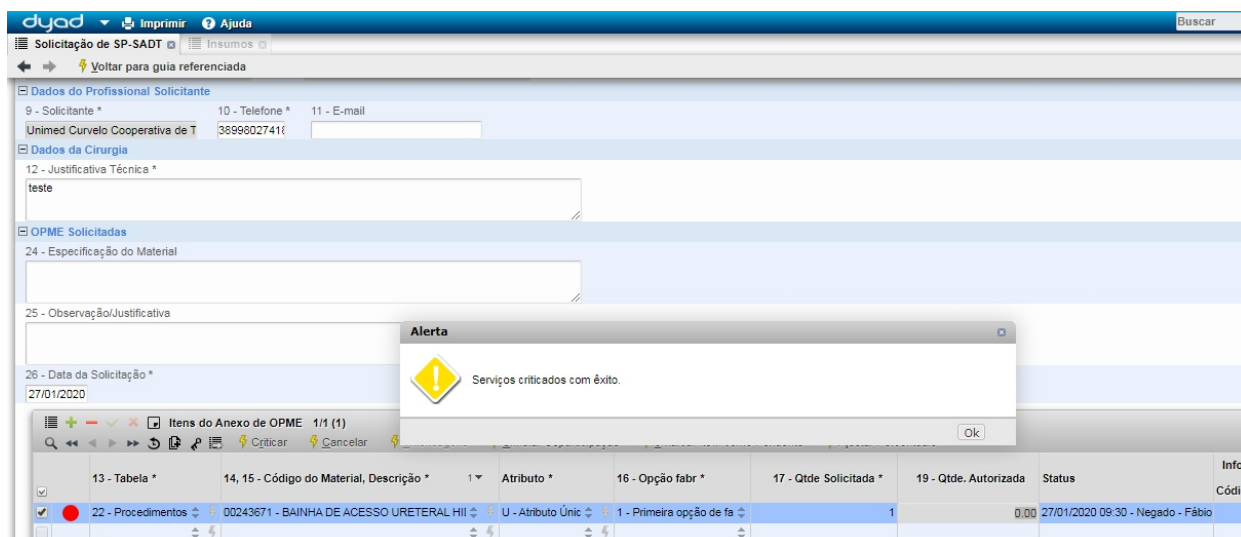 dyad Imprimir Ajuda Buscar
Solicitação de SP-SADT Insumos
Voltar para guia referenciada
Dados do Profissional Solicitante
9 - Solicitante * 10 - Telefone * 11 - E-mail
Unimed Curvelo Cooperativa de T 38998027418
Dados da Cirurgia
12 - Justificativa Técnica *
teste
OPME Solicitadas
24 - Especificação do Material
25 - Observação/Justificativa
Alerta
Serviços criticados com êxito.
Ok
26 - Data da Solicitação *
27/01/2020
Itens do Anexo de OPME 1/1 (1)
Criticar Cancelar
13 - Tabela * 14, 15 - Código do Material, Descrição * 1 Atributo * 16 - Opção fabr * 17 - Qtde Solicitada * 19 - Qtde. Autorizada Status Info
Códi
22 - Procedimentos 00243671 - BAINHA DE ACESSO URETERAL HI U - Atributo Únic 1 - Primeira opção de fa 1 0.00 27/01/2020 09:30 - Negado - Fábio